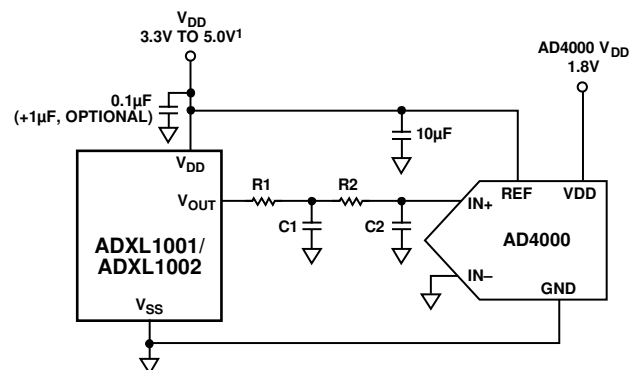 VDD
3.3V TO 5.0V1
AD4000 VDD
1.8V
0.1µF
(+1µF, OPTIONAL)
10µF
VDD
REF
VDD
R1
R2
VOUT
IN+
C1
C2
ADXL1001/
ADXL1002
AD4000
IN–
VSS
GND